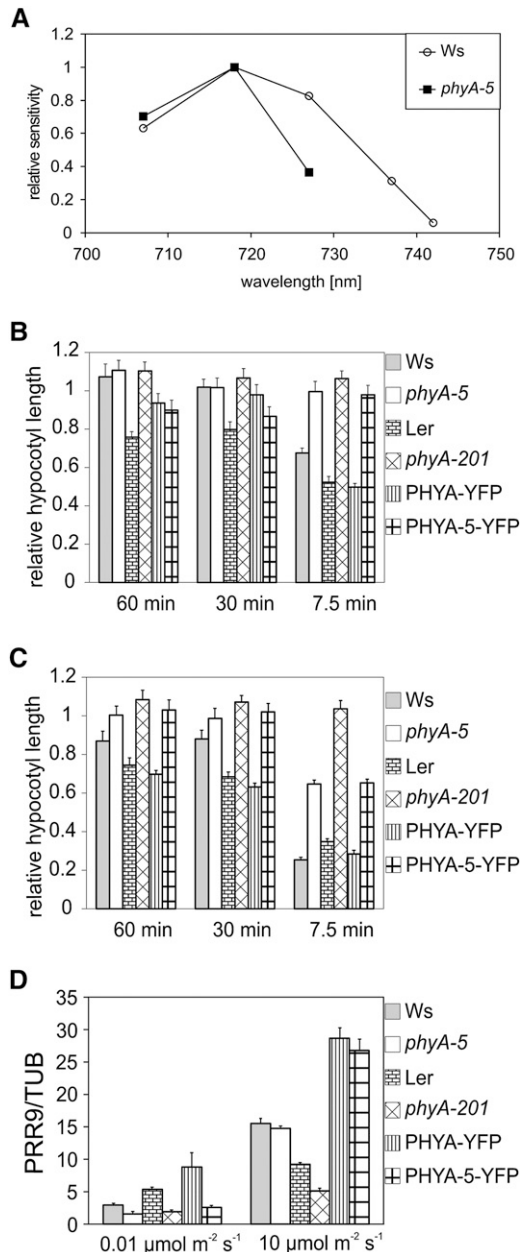 A
relative sensitivity
1.2
1
0.8
0.6
0.4
0.2
0
700 710 720 730 740 750
wavelength [nm]
Ws
phyA-5
B
relative hypocotyl length
1.2
1
0.8
0.6
0.4
0.2
0
60 min 30 min 7.5 min
Ws
phyA-5
Ler
phyA-201
PHYA-YFP
PHYA-5-YFP
C
relative hypocotyl length
1.2
1
0.8
0.6
0.4
0.2
0
60 min 30 min 7.5 min
Ws
phyA-5
Ler
phyA-201
PHYA-YFP
PHYA-5-YFP
D
PRR9/TUB
35
30
25
20
15
10
5
0
0.01 μmol m⁻² s⁻¹ 10 μmol m⁻² s⁻¹
Ws
phyA-5
Ler
phyA-201
PHYA-YFP
PHYA-5-YFP